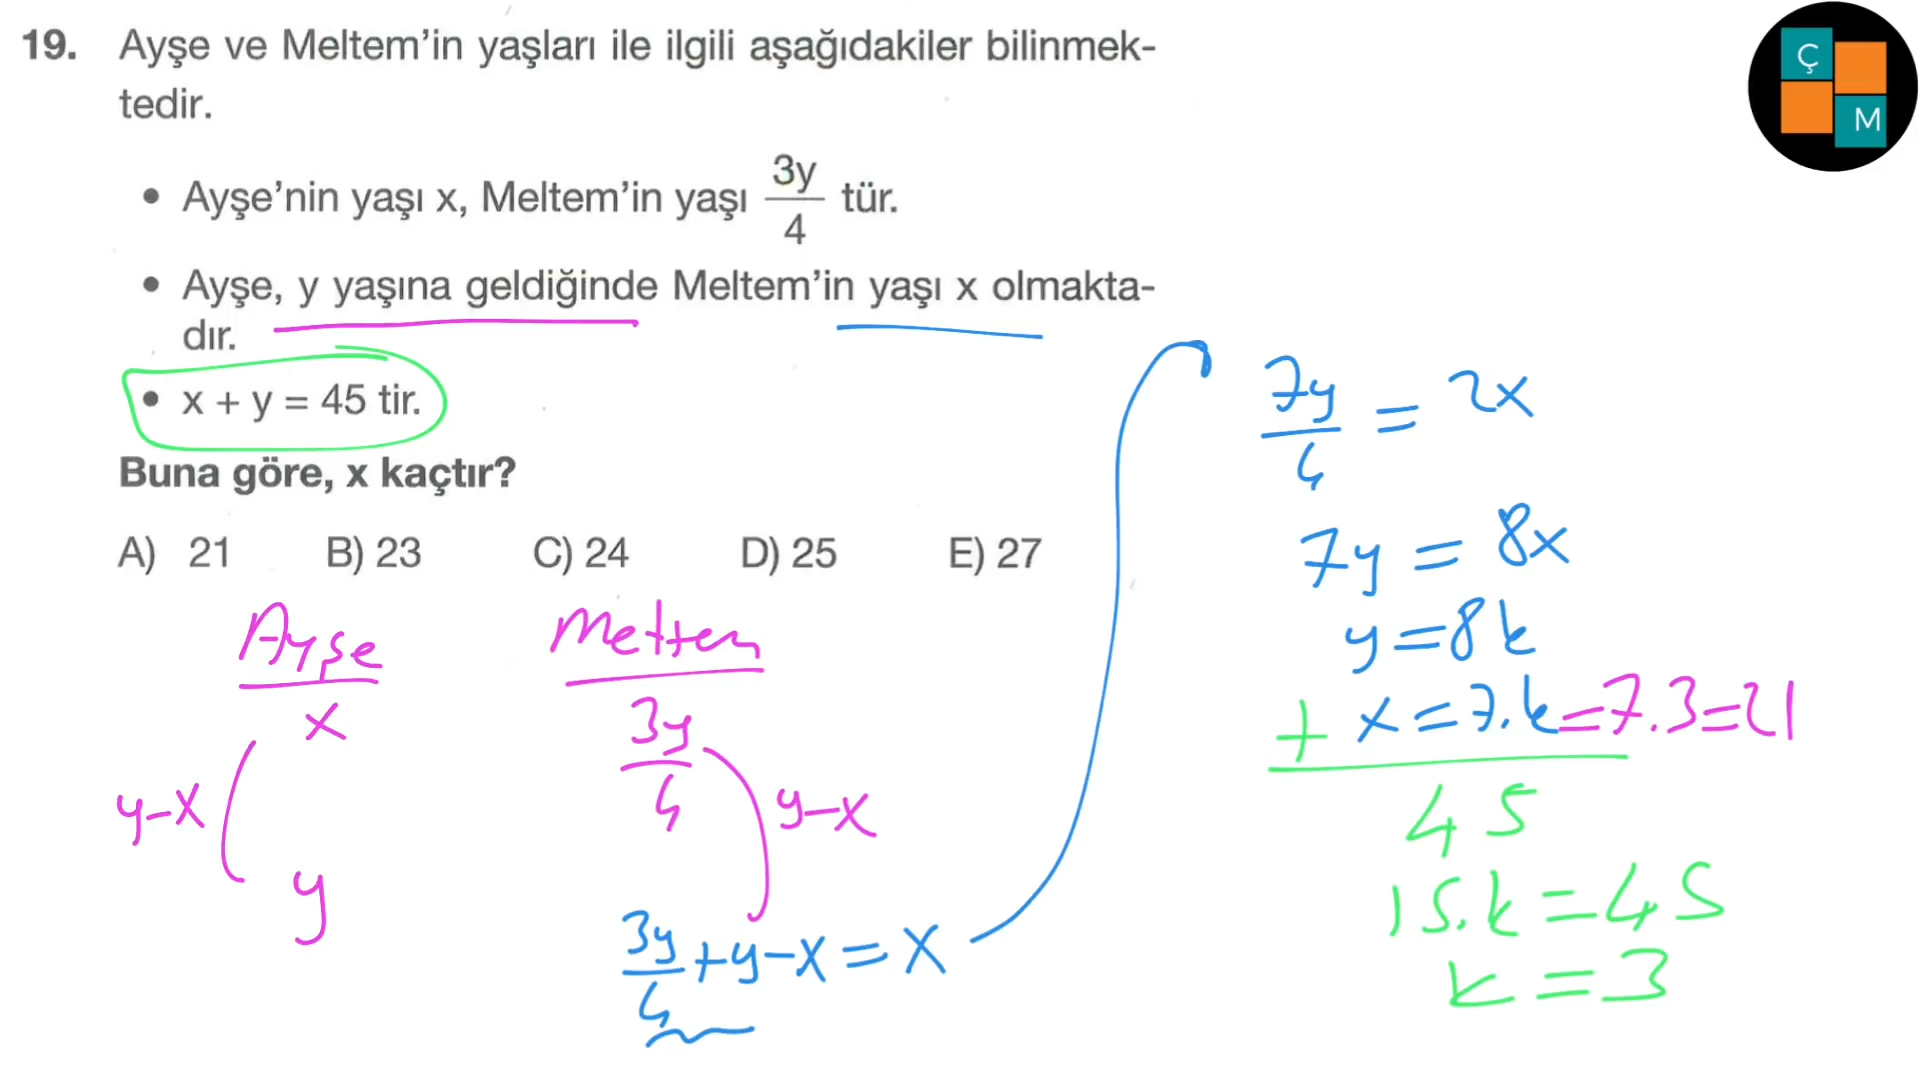 19. Ayşe ve Meltem’in yaşları ile ilgili aşağıdakiler bilinmek-
tedir.
• Ayşe’nin yaşı x, Meltem’in yaşı 3y/4 tür.
• Ayşe, y yaşına geldiğinde Meltem’in yaşı x olmakta-
dır.
• x + y = 45 tir.
Buna göre, x kaçtır?
A) 21 B) 23 C) 24 D) 25 E) 27
Ayşe Meltem
x 3y/4
y-x y-x
y
3y/4 + y - x = x
7y/4 = 2x
7y = 8x
y = 8k
+ x = 7.k = 7.3 = 21
45
15.k = 45
k = 3
Ç
M